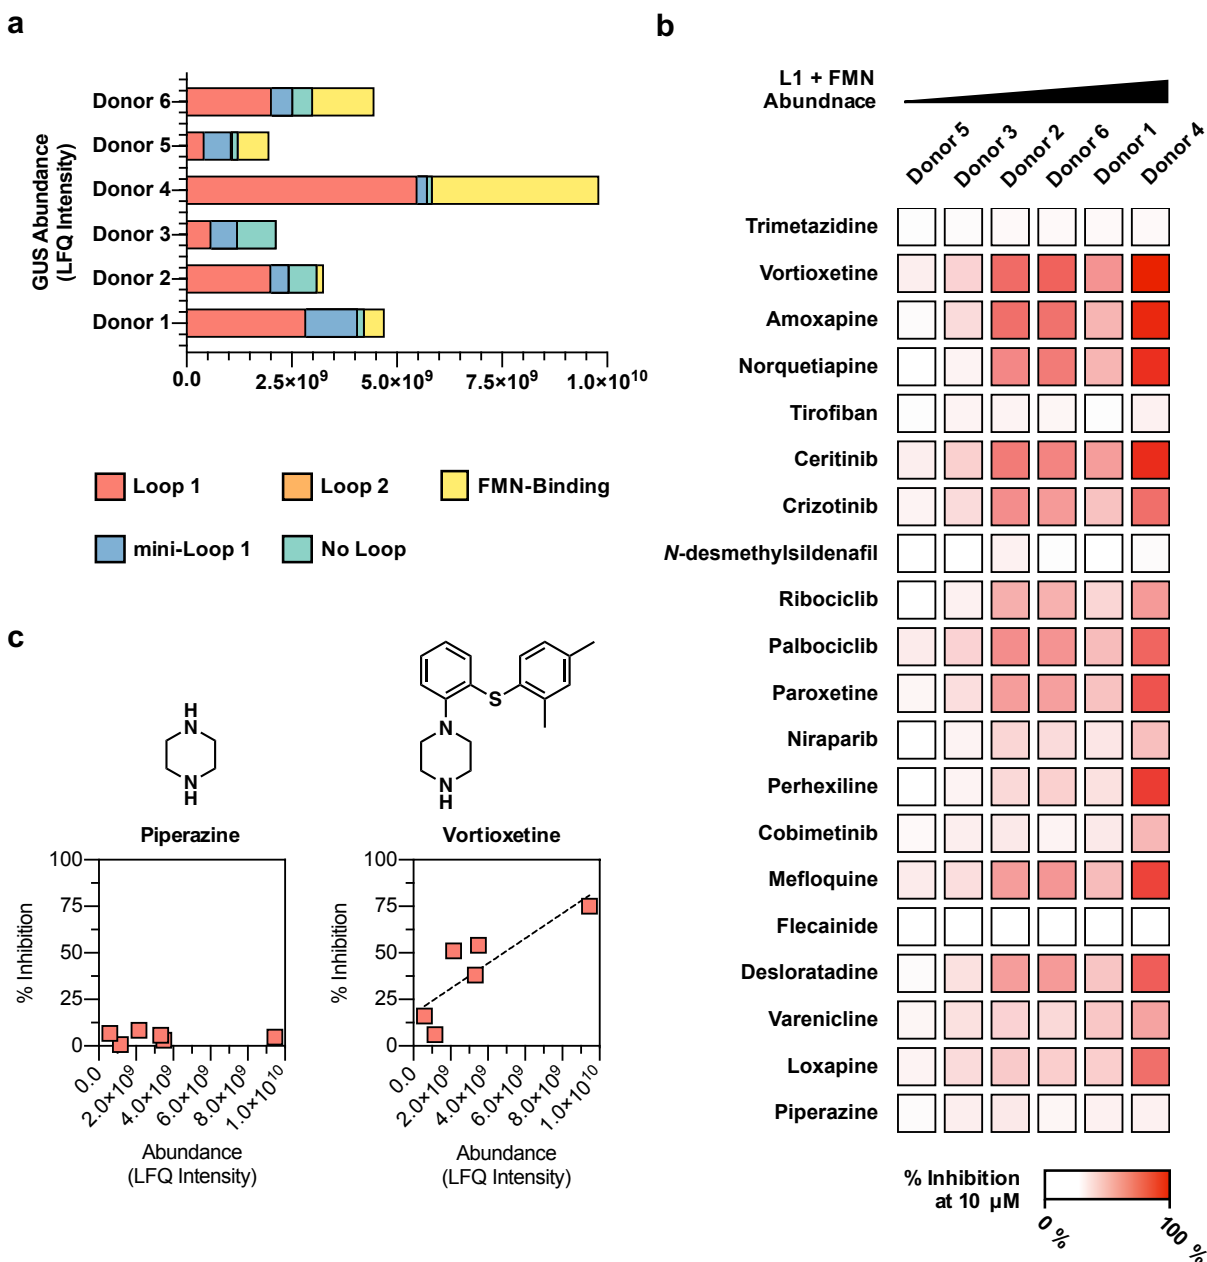 a
GUS Abundance
(LFQ Intensity)
Donor 6
Donor 5
Donor 4
Donor 3
Donor 2
Donor 1
0.0
2.5×10⁹
5.0×10⁹
7.5×10⁹
1.0×10¹⁰
Loop 1
Loop 2
FMN-Binding
mini-Loop 1
No Loop
b
L1 + FMN
Abundnace
Donor 5
Donor 3
Donor 2
Donor 6
Donor 1
Donor 4
Trimetazidine
Vortioxetine
Amoxapine
Norquetiapine
Tirofiban
Ceritinib
Crizotinib
N-desmethylsildenafil
Ribociclib
Palbociclib
Paroxetine
Niraparib
Perhexiline
Cobimetinib
Mefloquine
Flecainide
Desloratadine
Varenicline
Loxapine
Piperazine
% Inhibition
at 10 µM
0 %
100 %
c
H
N
N
H
Piperazine
% Inhibition
100
75
50
25
0
0.0
2.0×10⁹
4.0×10⁹
6.0×10⁹
8.0×10⁹
1.0×10¹⁰
Abundance
(LFQ Intensity)
S
N
N
H
Vortioxetine
% Inhibition
100
75
50
25
0
0.0
2.0×10⁹
4.0×10⁹
6.0×10⁹
8.0×10⁹
1.0×10¹⁰
Abundance
(LFQ Intensity)